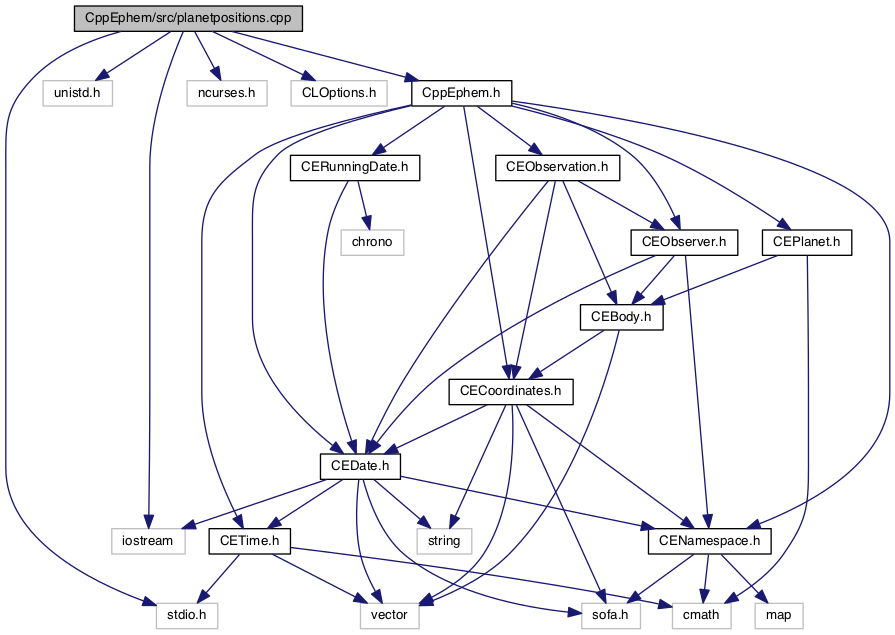 CppEphem/src/planetpositions.cpp
unistd.h
ncurses.h
CLOptions.h
CppEphem.h
CERunningDate.h
CEObservation.h
chrono
CEObserver.h
CEPlanet.h
CEBody.h
CECoordinates.h
CEDate.h
iostream
CETime.h
string
CENamespace.h
stdio.h
vector
sofa.h
cmath
map